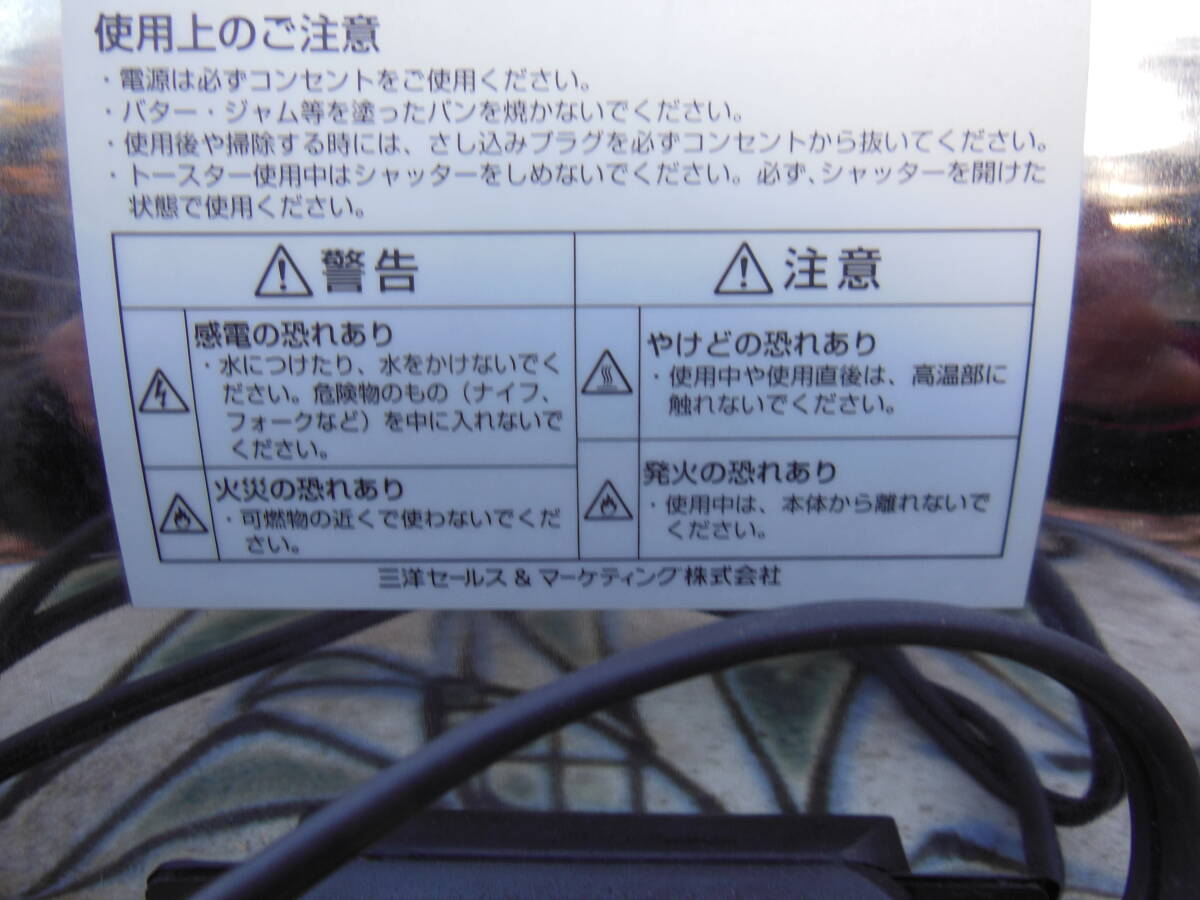 使用上のご注意
・電源は必ずコンセントをご使用ください。
・バター・ジャム等を塗ったパンを焼かないでください。
・使用後や掃除する時には、さし込みプラグを必ずコンセントから抜いてください。
・トースター使用中はシャッターをしめないでください。必ず、シャッターを開けた
状態で使用ください。
警告
感電の恐れあり
・水につけたり、水をかけないでく
ださい。危険物のもの（ナイフ、
フォークなど）を中に入れないで
ください。
火災の恐れあり
・可燃物の近くで使わないでくだ
さい。
注意
やけどの恐れあり
・使用中や使用直後は、高温部に
触れないでください。
発火の恐れあり
・使用中は、本体から離れないで
ください。
三洋セールス&マーケティング株式会社